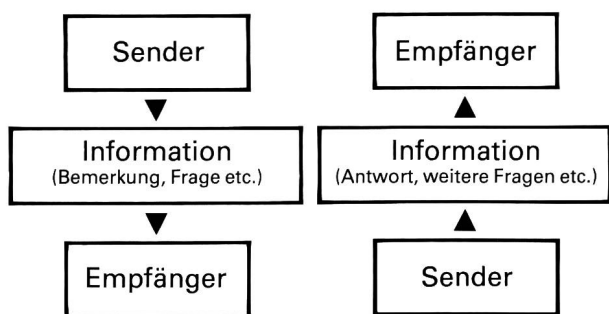 Sender
Information
(Bemerkung, Frage etc.)
Empfänger
Empfänger
Information
(Antwort, weitere Fragen etc.)
Sender